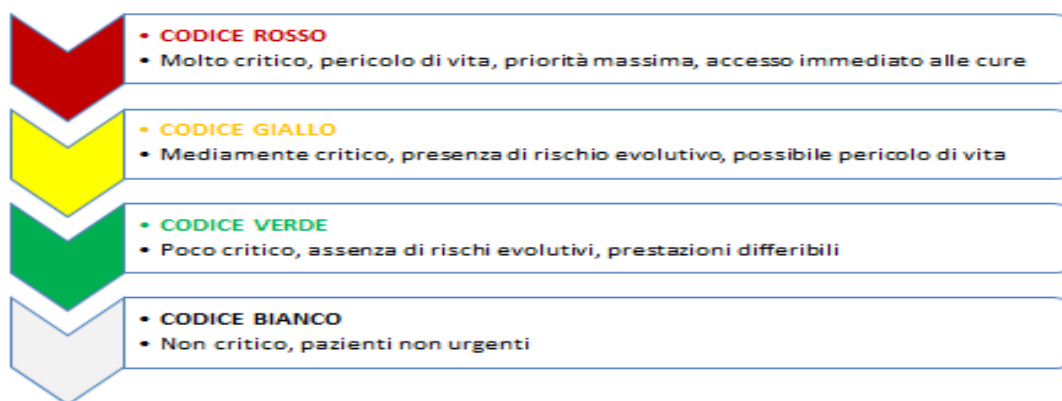 • CODICE ROSSO
• Molto critico, pericolo di vita, priorità massima, accesso immediato alle cure
• CODICE GIALLO
• Mediamente critico, presenza di rischio evolutivo, possibile pericolo di vita
• CODICE VERDE
• Poco critico, assenza di rischi evolutivi, prestazioni differibili
• CODICE BIANCO
• Non critico, pazienti non urgenti